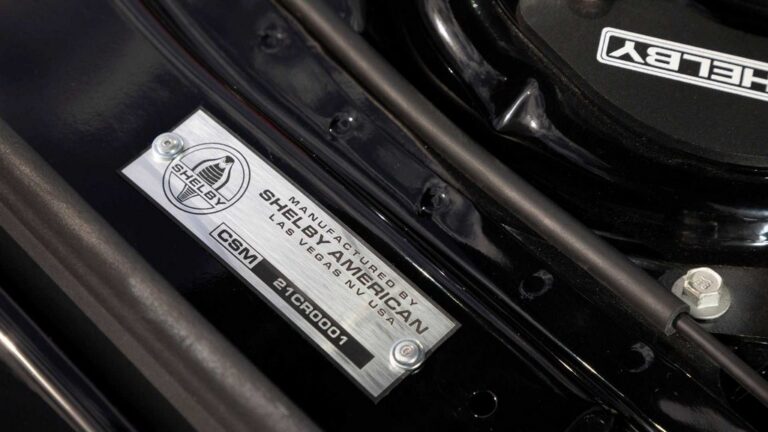 SHELBY
MANUFACTURED BY
SHELBY AMERICAN
LAS VEGAS NV USA
CSM 21CR0001
SHELBY